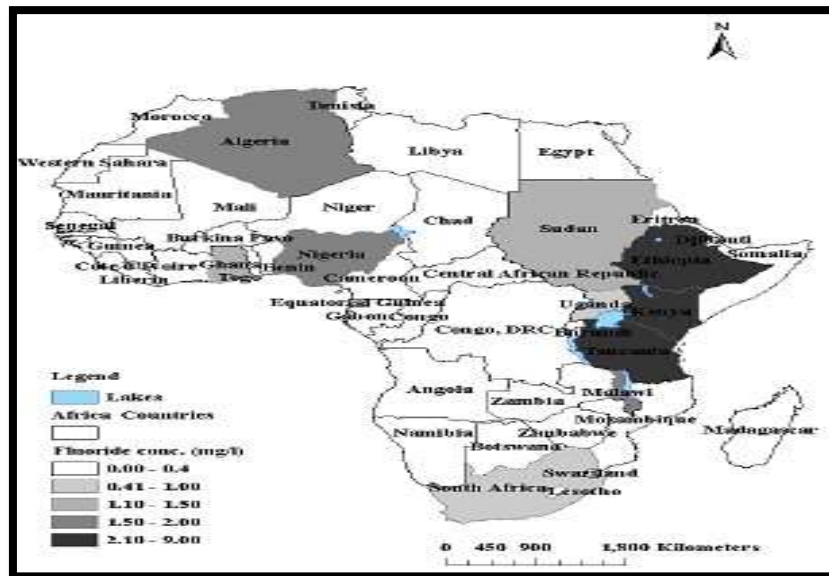 N
Tunisia
Morocco
Algeria
Libya
Egypt
Western Sahara
Mauritania
Mali
Niger
Chad
Sudan
Eritrea
Senegal
Burkina Faso
Djibouti
Guinea
Nigeria
Ethiopia
Somalia
Cote d'Ivoire
Ghana
Benin
Togo
Liberia
Cameroon
Central African Republic
Equatorial Guinea
Uganda
Kenya
Gabon
Congo
Congo, DRC
Burundi
Tanzania
Angola
Malawi
Zambia
Mozambique
Madagascar
Namibia
Zimbabwe
Botswana
Swaziland
South Africa
Lesotho
Legend
Lakes
Africa Countries
Fluoride conc. (mg/l)
0.00 - 0.4
0.41 - 1.00
1.10 - 1.50
1.50 - 2.00
2.10 - 9.00
0 450 900 1,800 Kilometers